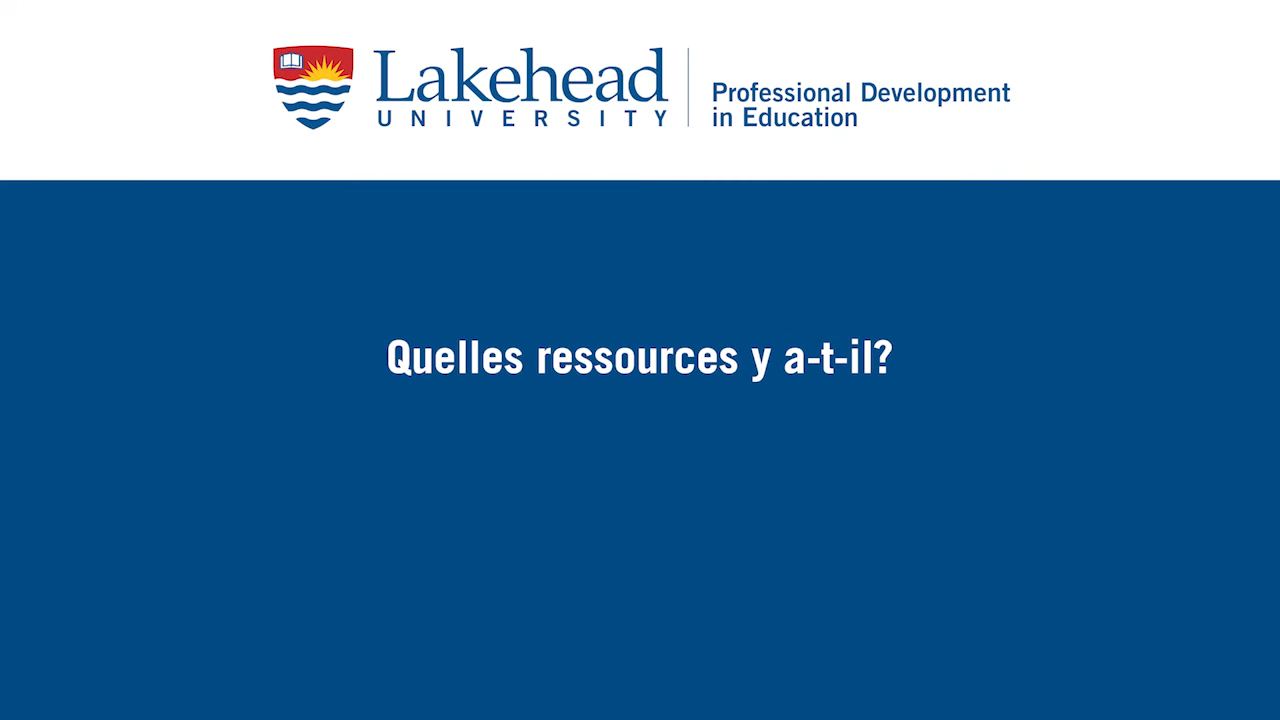 Lakehead
UNIVERSITY
Professional Development
in Education
Quelles ressources y a-t-il?